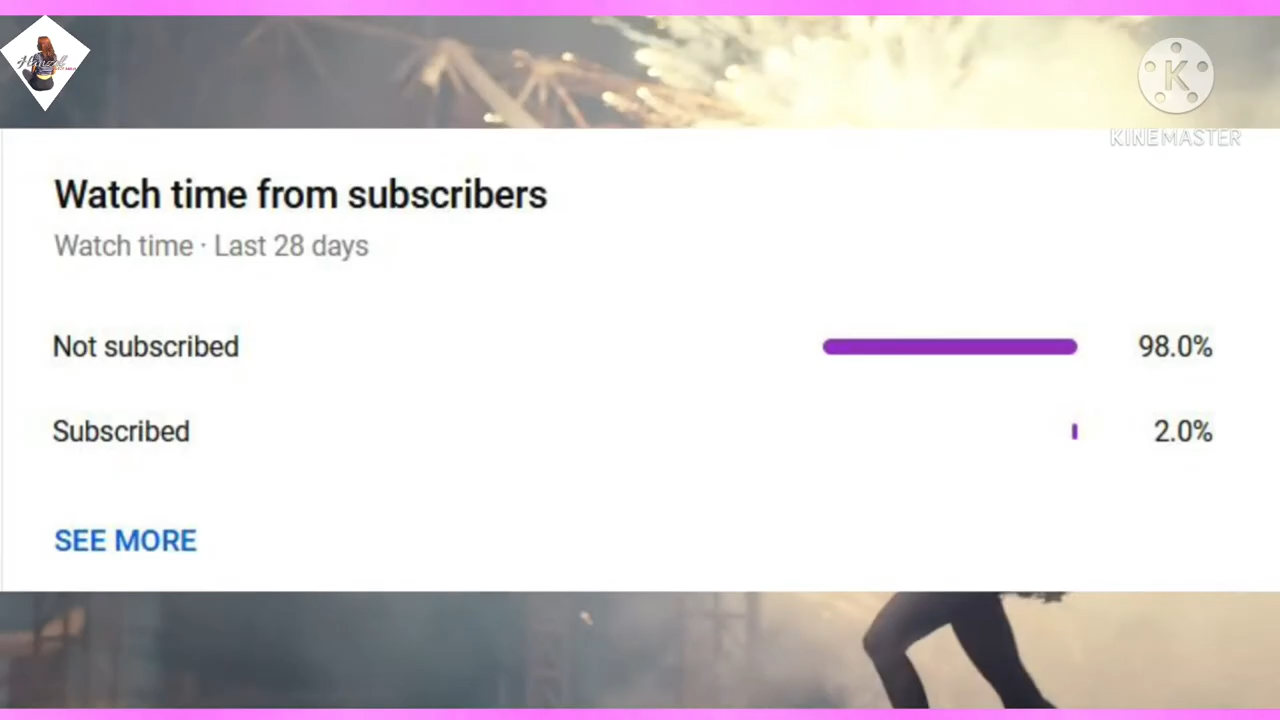 K
KINEMASTER
Watch time from subscribers
Watch time · Last 28 days
Not subscribed 98.0%
Subscribed 2.0%
SEE MORE